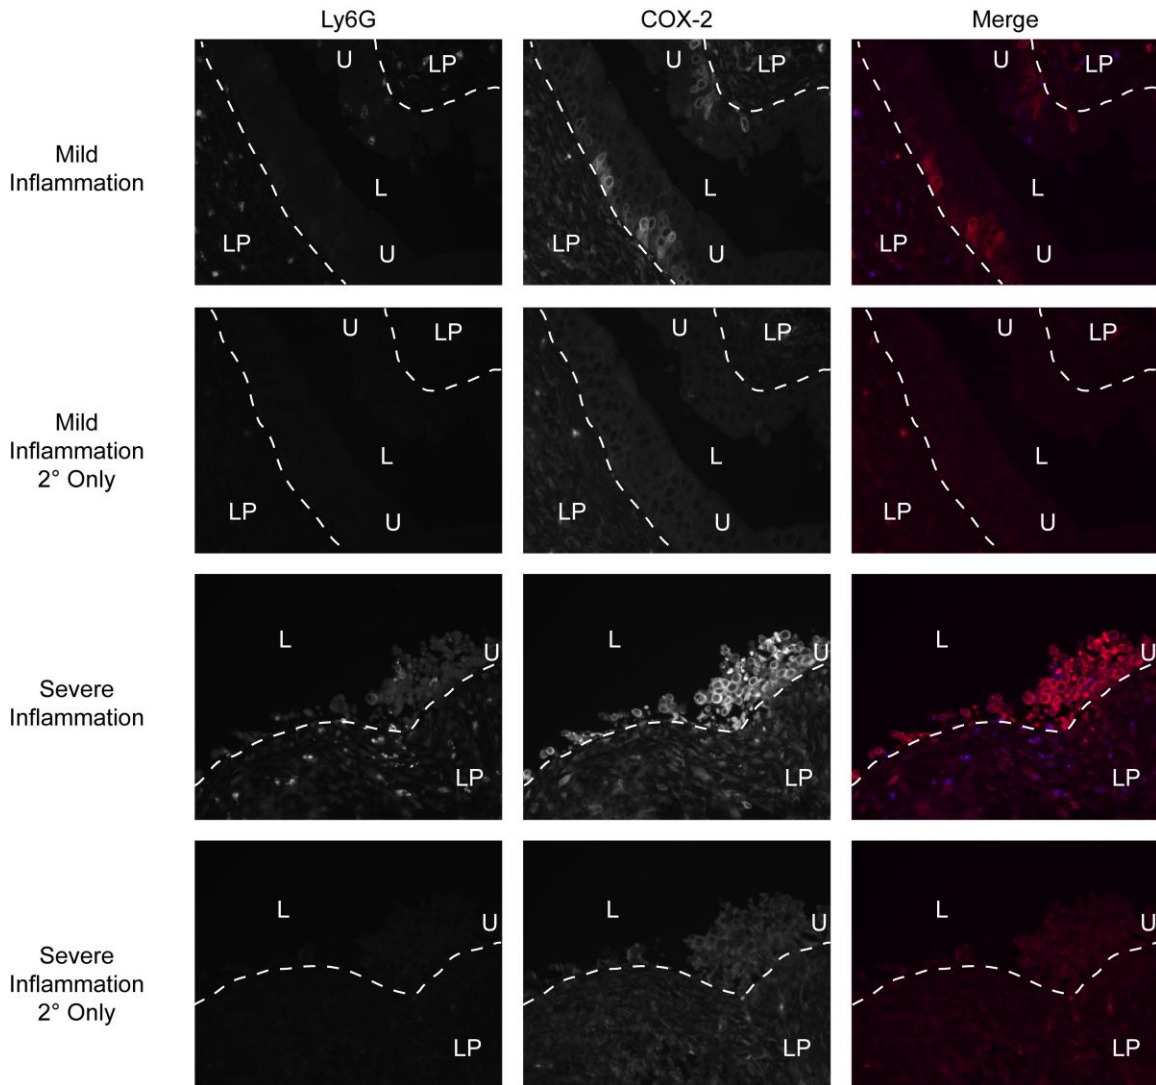 Ly6G COX-2 Merge
U LP U LP U LP
Mild
Inflammation
L L L
LP U LP U LP U
U LP U LP U LP
Mild
Inflammation
2° Only
L L L
LP U LP U LP U
L U L U L U
Severe
Inflammation
LP LP LP
L U L U L U
Severe
Inflammation
2° Only
LP LP LP